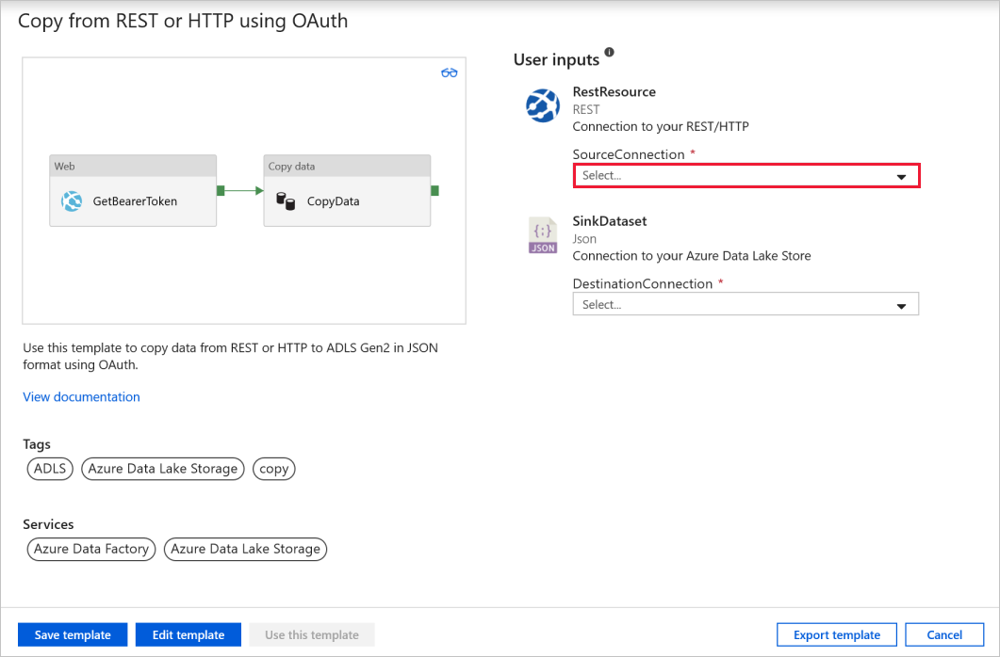 Copy from REST or HTTP using OAuth
Web
GetBearerToken
Copy data
CopyData
Use this template to copy data from REST or HTTP to ADLS Gen2 in JSON
format using OAuth.
View documentation
Tags
ADLS
Azure Data Lake Storage
copy
Services
Azure Data Factory
Azure Data Lake Storage
User inputs
RestResource
REST
Connection to your REST/HTTP
SourceConnection *
Select...
{;}
JSON
SinkDataset
Json
Connection to your Azure Data Lake Store
DestinationConnection *
Select...
Save template
Edit template
Use this template
Export template
Cancel